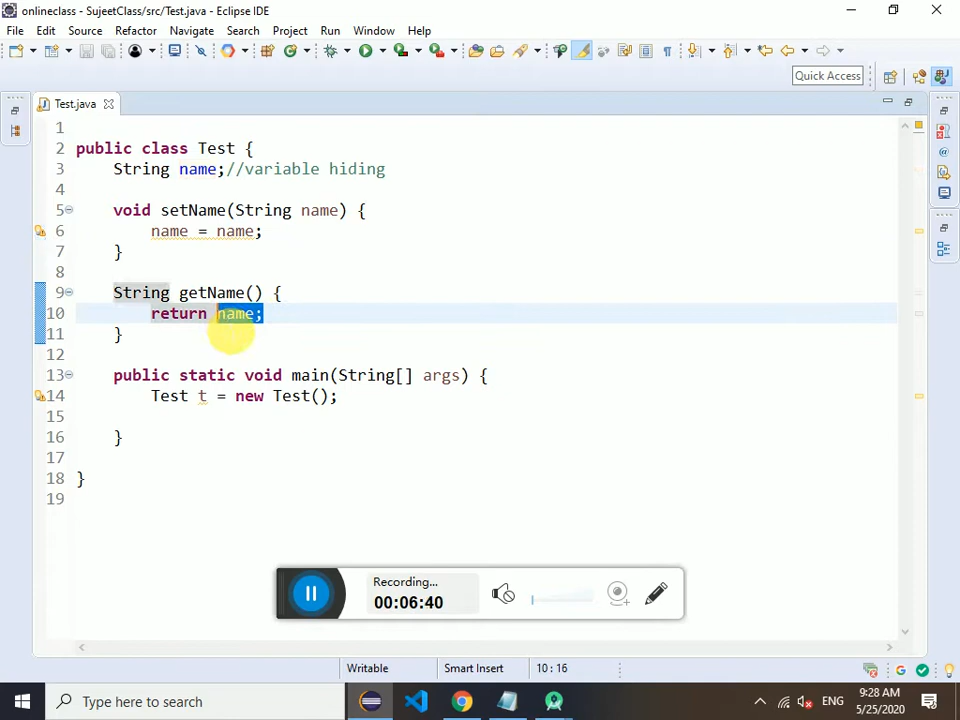 onlineclass - SujeetClass/src/Test.java - Eclipse IDE
File Edit Source Refactor Navigate Search Project Run Window Help
Quick Access
Test.java
1
2 public class Test {
3 String name;//variable hiding
4
5 void setName(String name) {
6 name = name;
7 }
8
9 String getName() {
10 return name;
11 }
12
13 public static void main(String[] args) {
14 Test t = new Test();
15
16 }
17
18 }
19
Recording...
00:06:40
Writable Smart Insert 10 : 16
Type here to search
ENG
9:28 AM
5/25/2020